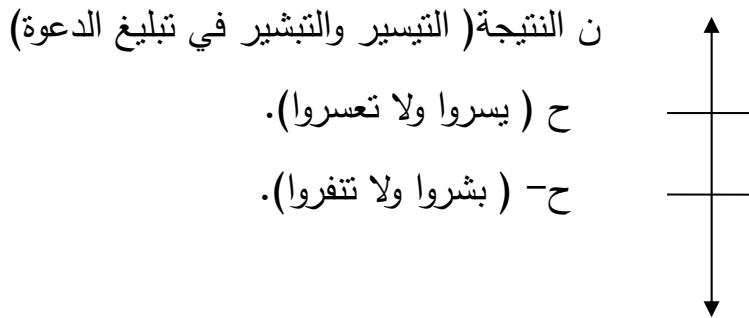 ن النتيجة( التيسير والتبشير في تبليغ الدعوة)
ح ( يسروا ولا تعسروا).
ح– ( بشروا ولا تنفروا).